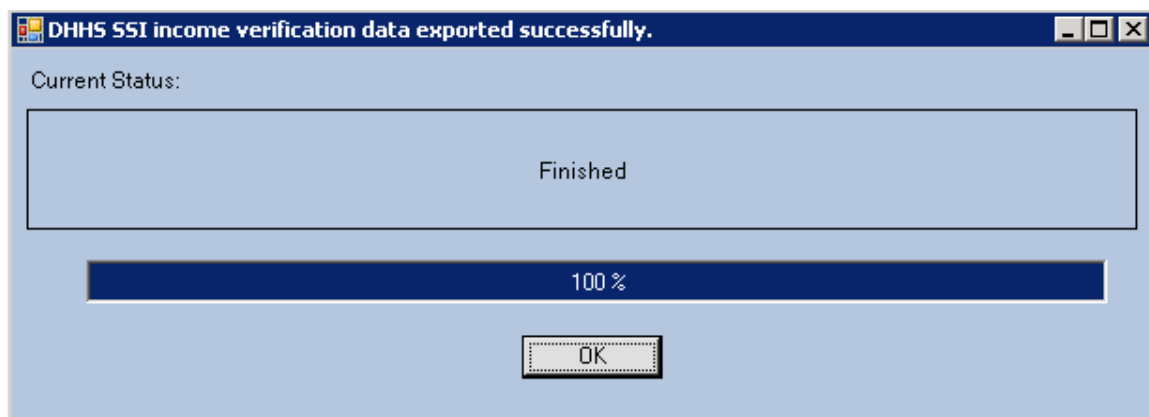 DHHS SSI income verification data exported successfully.
Current Status:
Finished
100 %
OK